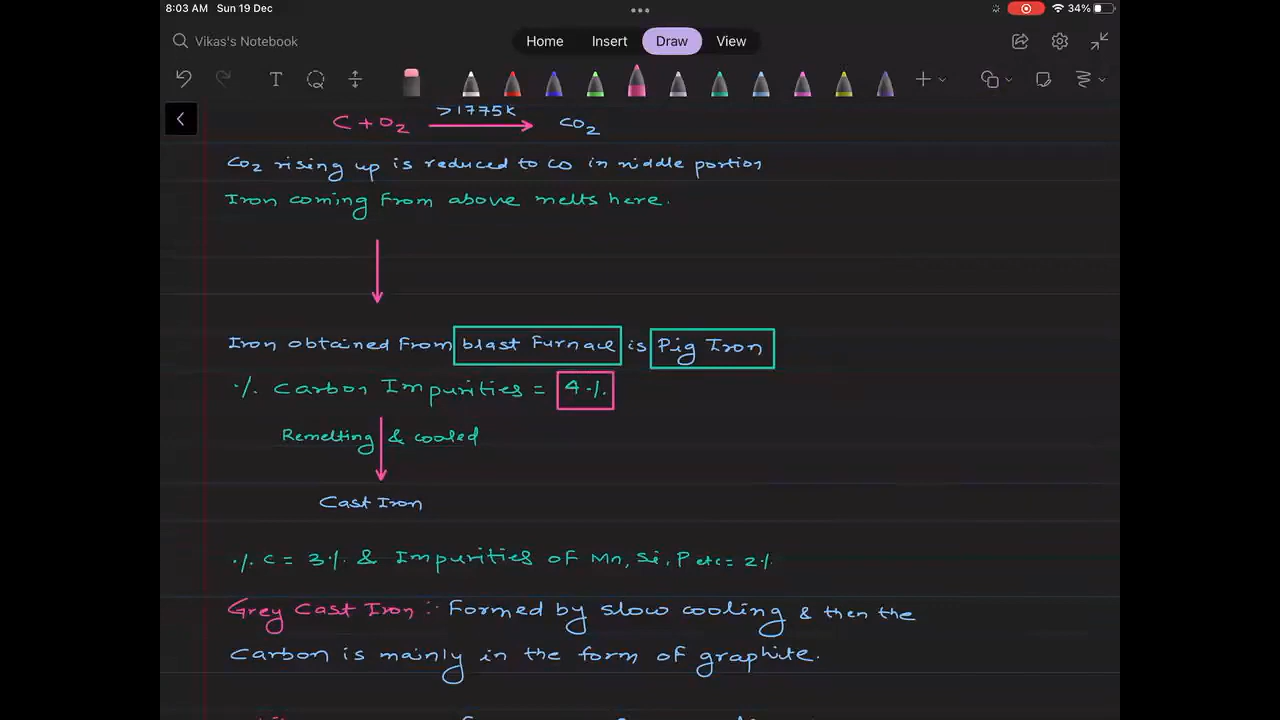 8:03 AM Sun 19 Dec
34%
Vikas's Notebook
Home Insert Draw View
C + O2 >1775K CO2
CO2 rising up is reduced to CO in middle portion
Iron coming From above melts here.
Iron obtained From blast Furnace is Pig Iron
% Carbon Impurities = 4%
Remelting & cooled
Cast Iron
% C = 3% & Impurities of Mn, Si, P etc = 2%
Grey Cast Iron :- Formed by slow cooling & then the
Carbon is mainly in the form of graphite.